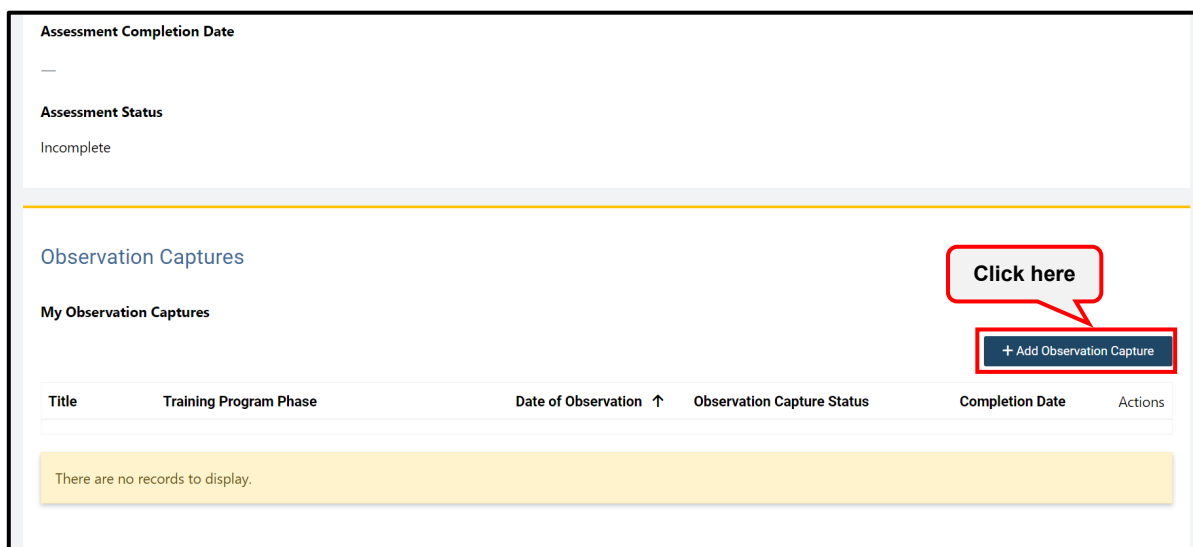 Assessment Completion Date
—
Assessment Status
Incomplete
Observation Captures
Click here
My Observation Captures
+ Add Observation Capture
Title Training Program Phase Date of Observation ↑ Observation Capture Status Completion Date Actions
There are no records to display.